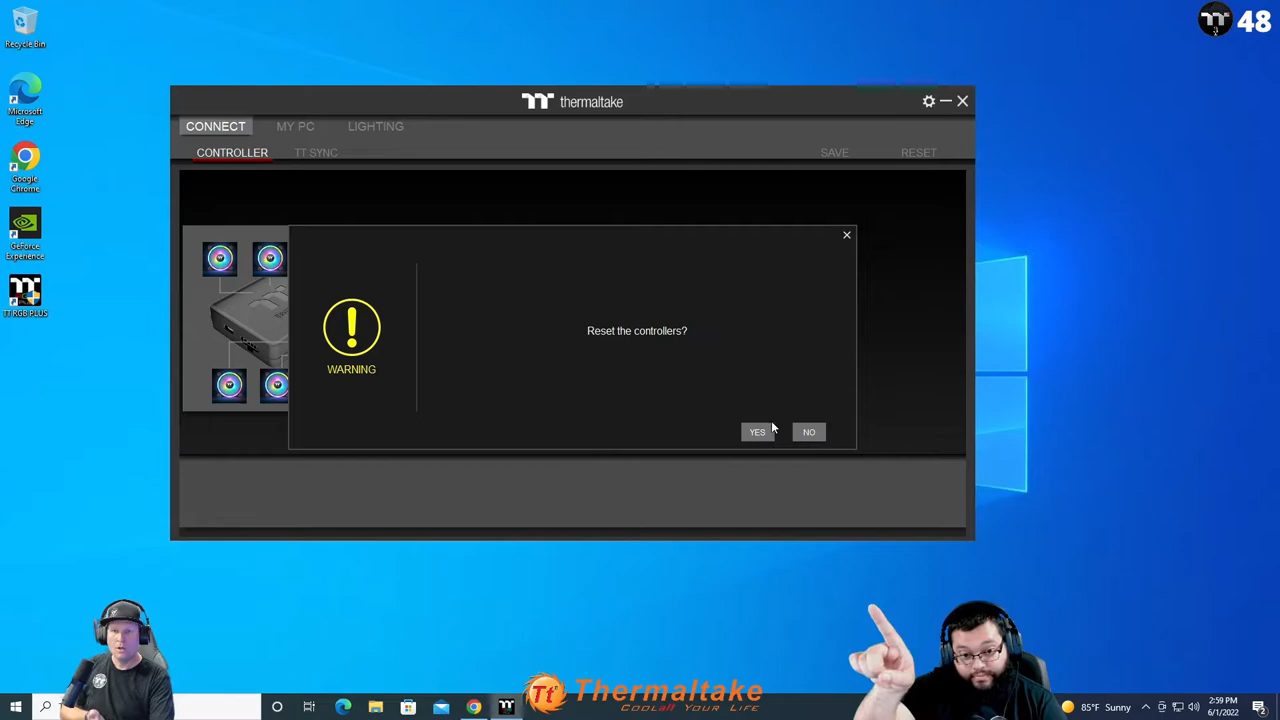 48
Recycle Bin
Microsoft
Edge
Google
Chrome
GeForce
Experience
TT RGB PLUS
thermaltake
CONNECT
MY PC
LIGHTING
CONTROLLER
TT SYNC
SAVE
RESET
Reset the controllers?
WARNING
YES
NO
Tt
Thermaltake
COOL all YOUR LIFE
85°F Sunny
2:59 PM
6/1/2022
2